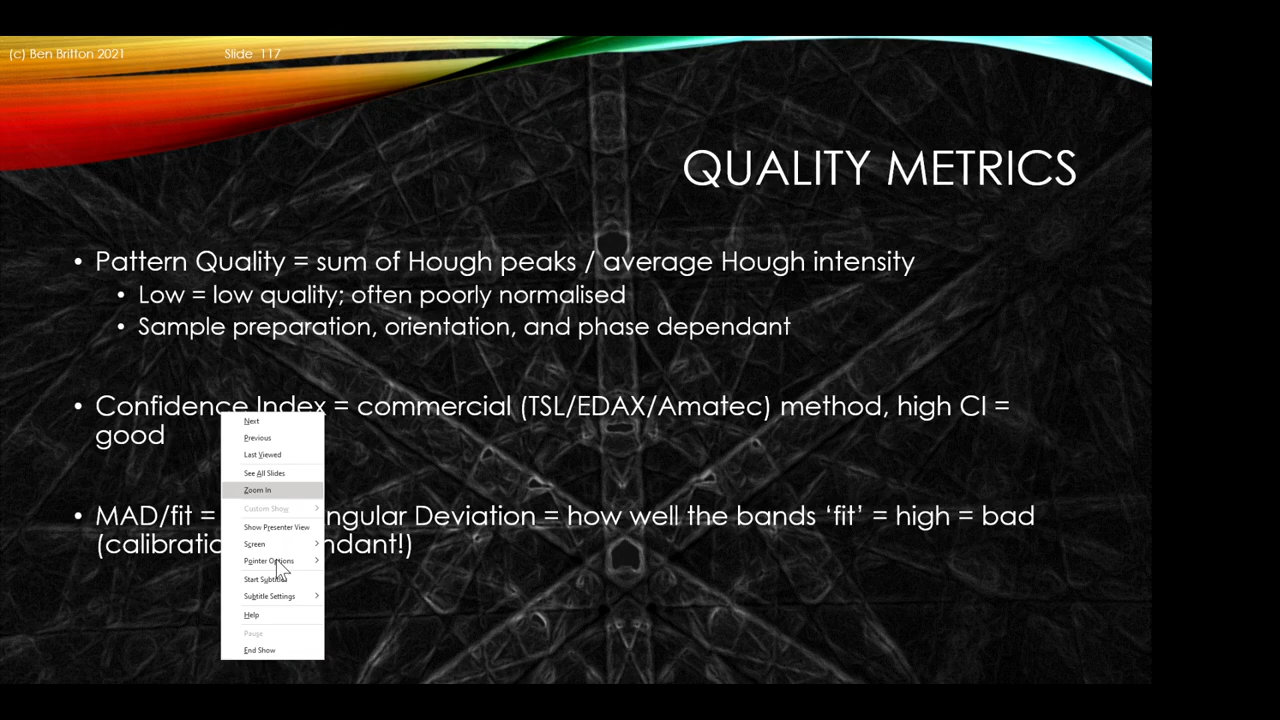 (c) Ben Britton 2021 Slide 117
QUALITY METRICS
• Pattern Quality = sum of Hough peaks / average Hough intensity
• Low = low quality; often poorly normalised
• Sample preparation, orientation, and phase dependant
• Confidence Index = commercial (TSL/EDAX/Amatec) method, high CI =
good
• MAD/fit = Deviation = how well the bands ‘fit’ = high = bad
Next
Previous
Last Viewed
See All Slides
Zoom In
Custom Show
Show Presenter View
Screen
Pointer Options
Start Subtitles
Subtitle Settings
Help
Pause
End Show